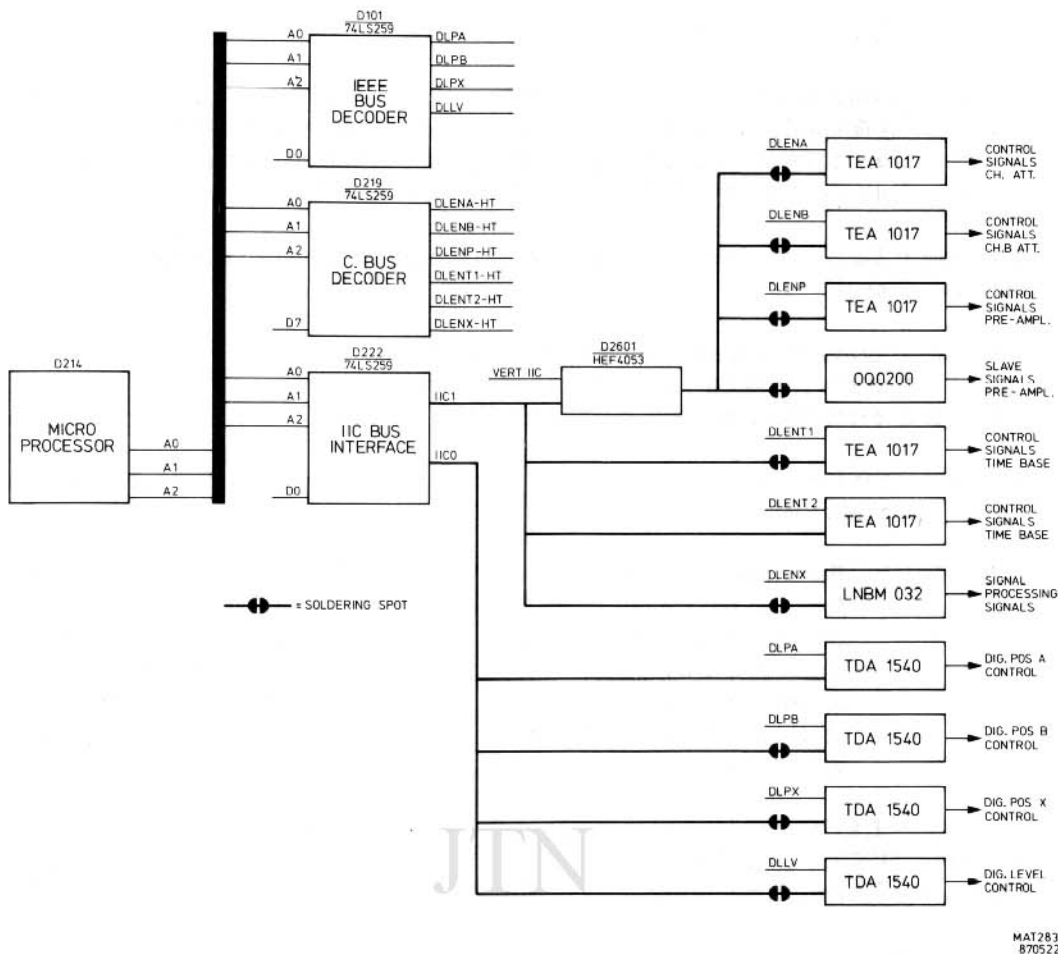 D101
74LS259
A0
A1
A2
D0
IEEE
BUS
DECODER
DLPA
DLPB
DLPX
DLLV
D219
74LS259
A0
A1
A2
D7
C. BUS
DECODER
DLENA-HT
DLENB-HT
DLENP-HT
DLENT1-HT
DLENT2-HT
DLENX-HT
D222
74LS259
A0
A1
A2
D0
IIC BUS
INTERFACE
IIC1
IIC0
D214
MICRO
PROCESSOR
A0
A1
A2
= SOLDERING SPOT
VERT IIC
D2601
HEF4053
DLENA
TEA 1017
CONTROL
SIGNALS
CH. ATT.
DLENB
TEA 1017
CONTROL
SIGNALS
CH.B ATT.
DLENP
TEA 1017
CONTROL
SIGNALS
PRE-AMPL.
OQ0200
SLAVE
SIGNALS
PRE-AMPL.
DLENT1
TEA 1017
CONTROL
SIGNALS
TIME BASE
DLENT2
TEA 1017
CONTROL
SIGNALS
TIME BASE
DLENX
LNBM 032
SIGNAL
PROCESSING
SIGNALS
DLPA
TDA 1540
DIG. POS A
CONTROL
DLPB
TDA 1540
DIG. POS B
CONTROL
DLPX
TDA 1540
DIG. POS X
CONTROL
DLLV
TDA 1540
DIG. LEVEL
CONTROL
JTN
MAT283
870522